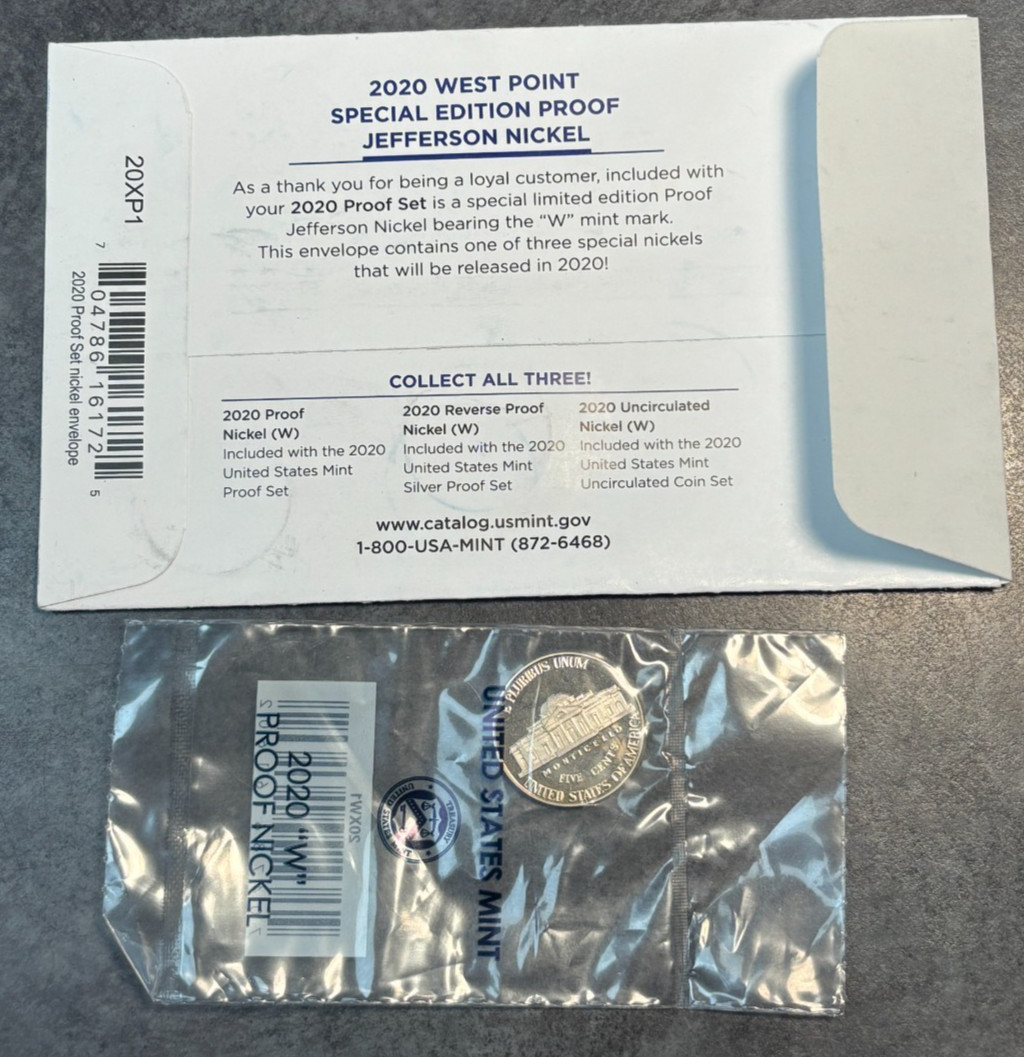 2020 WEST POINT
SPECIAL EDITION PROOF
JEFFERSON NICKEL
As a thank you for being a loyal customer, included with
your 2020 Proof Set is a special limited edition Proof
Jefferson Nickel bearing the “W” mint mark.
This envelope contains one of three special nickels
that will be released in 2020!
COLLECT ALL THREE!
2020 Proof
Nickel (W)
Included with the 2020
United States Mint
Proof Set
2020 Reverse Proof
Nickel (W)
Included with the 2020
United States Mint
Silver Proof Set
2020 Uncirculated
Nickel (W)
Included with the 2020
United States Mint
Uncirculated Coin Set
www.catalog.usmint.gov
1-800-USA-MINT (872-6468)
20XP1
7 04786 16172 5
2020 Proof Set nickel envelope
2020 "W"
PROOF NICKEL
UNITED STATES MINT
TREASURY
UNITED STATES
E PLURIBUS UNUM
MONTICELLO
FIVE CENTS
UNITED STATES OF AMERICA